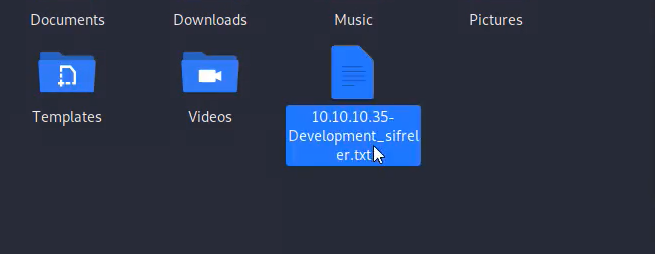 Documents
Downloads
Music
Pictures
Templates
Videos
10.10.10.35-
Development_sifrel
er.txt